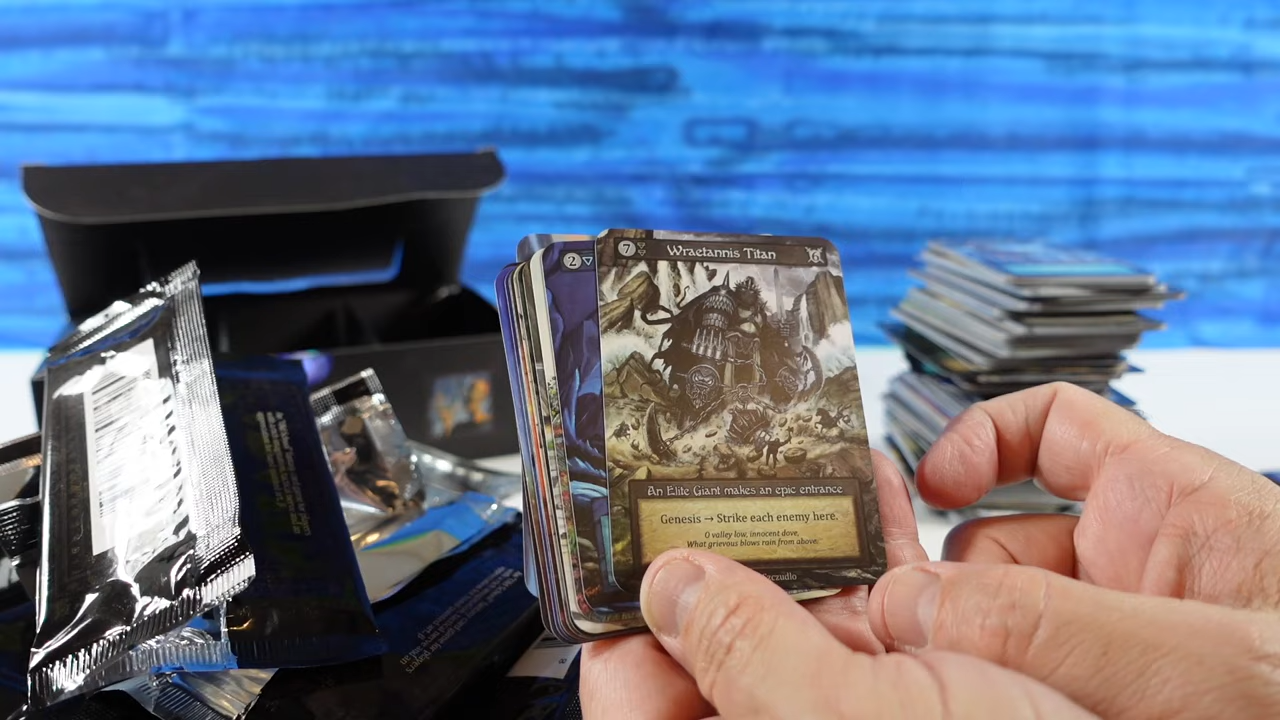 2
7
Wraetannis Titan
6
An Elite Giant makes an epic entrance
Genesis → Strike each enemy here.
O valley low, innocent dove,
What grievous blows rain from above.